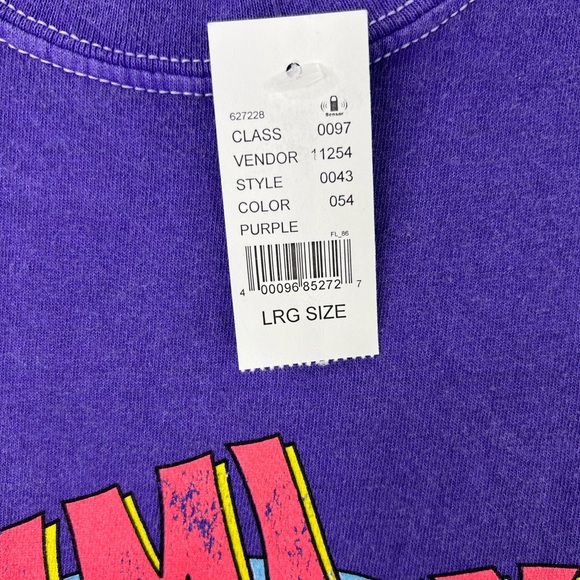 627228
Sensor
CLASS 0097
VENDOR 11254
STYLE 0043
COLOR 054
PURPLE
FL_86
4 00096 85272 7
LRG SIZE